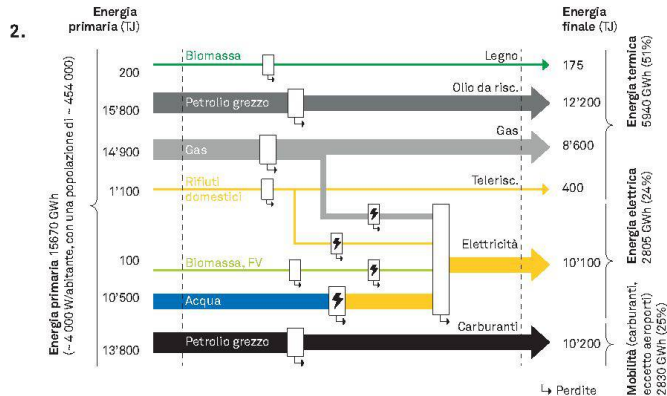 2.
Energia
primaria (TJ)
Energia
finale (TJ)
Biomassa
Legno
200
175
Olio da risc.
Petrolio grezzo
15'800
12'200
Gas
Gas
14'900
8'600
Rifiuti
domestici
Telerisc.
1'100
400
Elettricità
Biomassa, FV
100
10'100
Acqua
10'500
Carburanti
Petrolio grezzo
13'800
10'200
Perdite
Energia primaria 15670 GWh
(~ 4 000 W/abitante, con una popolazione di ~ 454 000)
Energia termica
5940 GWh (51%)
Energia elettrica
2805 GWh (24%)
Mobilità (carburanti,
eccetto aeroporti)
2830 GWh (25%)